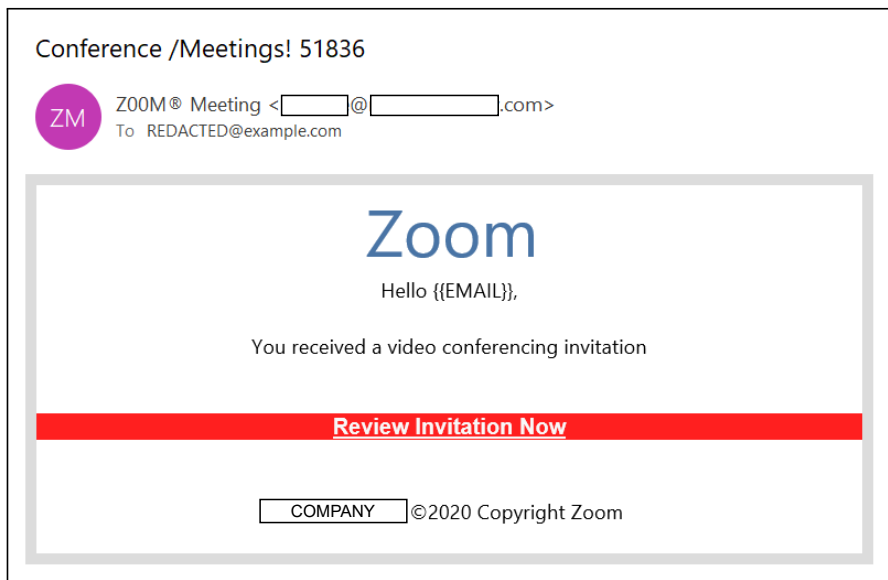 Conference /Meetings! 51836
ZM
Z00M® Meeting < @ .com>
To REDACTED@example.com
Zoom
Hello {{EMAIL}},
You received a video conferencing invitation
Review Invitation Now
COMPANY ©2020 Copyright Zoom